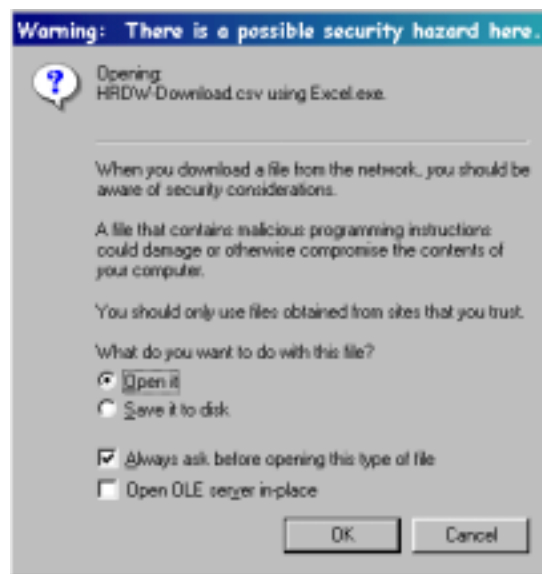 Warning: There is a possible security hazard here.
Opening:
HRDW-Download.csv using Excel.exe.
When you download a file from the network, you should be
aware of security considerations.
A file that contains malicious programming instructions
could damage or otherwise compromise the contents of
your computer.
You should only use files obtained from sites that you trust.
What do you want to do with this file?
Open it
Save it to disk
Always ask before opening this type of file
Open OLE server in-place
OK
Cancel